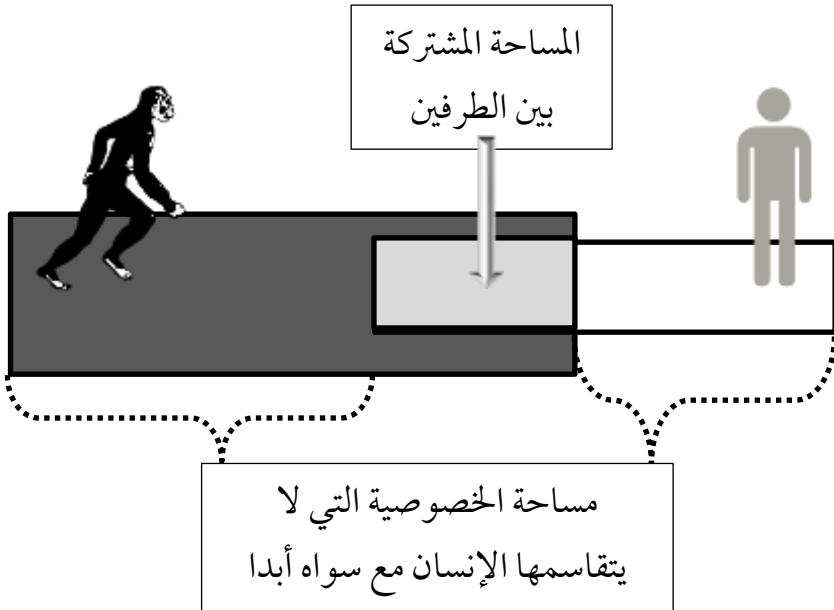 المساحة المشتركة
بين الطرفين
مساحة الخصوصية التي لا
يتقاسمها الإنسان مع سواه أبدا